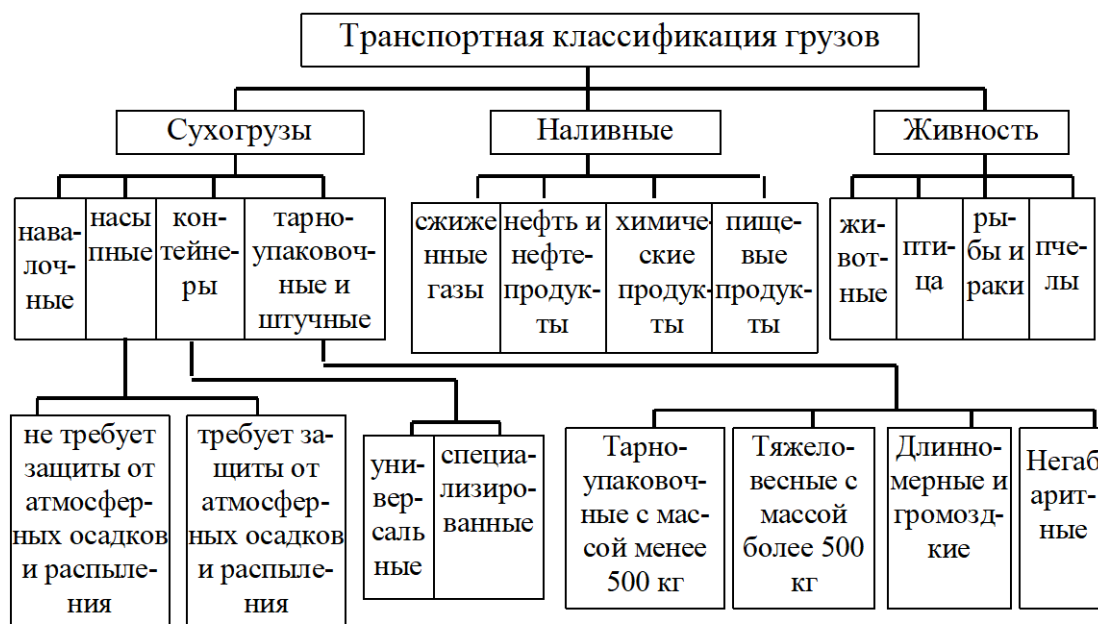 Транспортная классификация грузов
Сухогрузы
Наливные
Живность
нава-
лоч-
ные
насы
пные
кон-
тейне-
ры
тарно-
упаковоч-
ные и
штучные
сжиже
нные
газы
нефть и
нефте-
продук-
ты
химиче-
ские
продук-
ты
пище-
вые
продук-
ты
жи-
вот-
ные
пти-
ца
ры-
бы и
раки
пче-
лы
не требует
защиты от
атмосфер-
ных осадков
и распыле-
ния
требует за-
щиты от
атмосфер-
ных осадков
и распыле-
ния
уни-
вер-
саль
ные
специа-
лизиро-
ванные
Тарно-
упаковоч-
ные с мас-
сой менее
500 кг
Тяжело-
весные с
массой
более 500
кг
Длинно-
мерные и
громозд-
кие
Негаб
арит-
ные